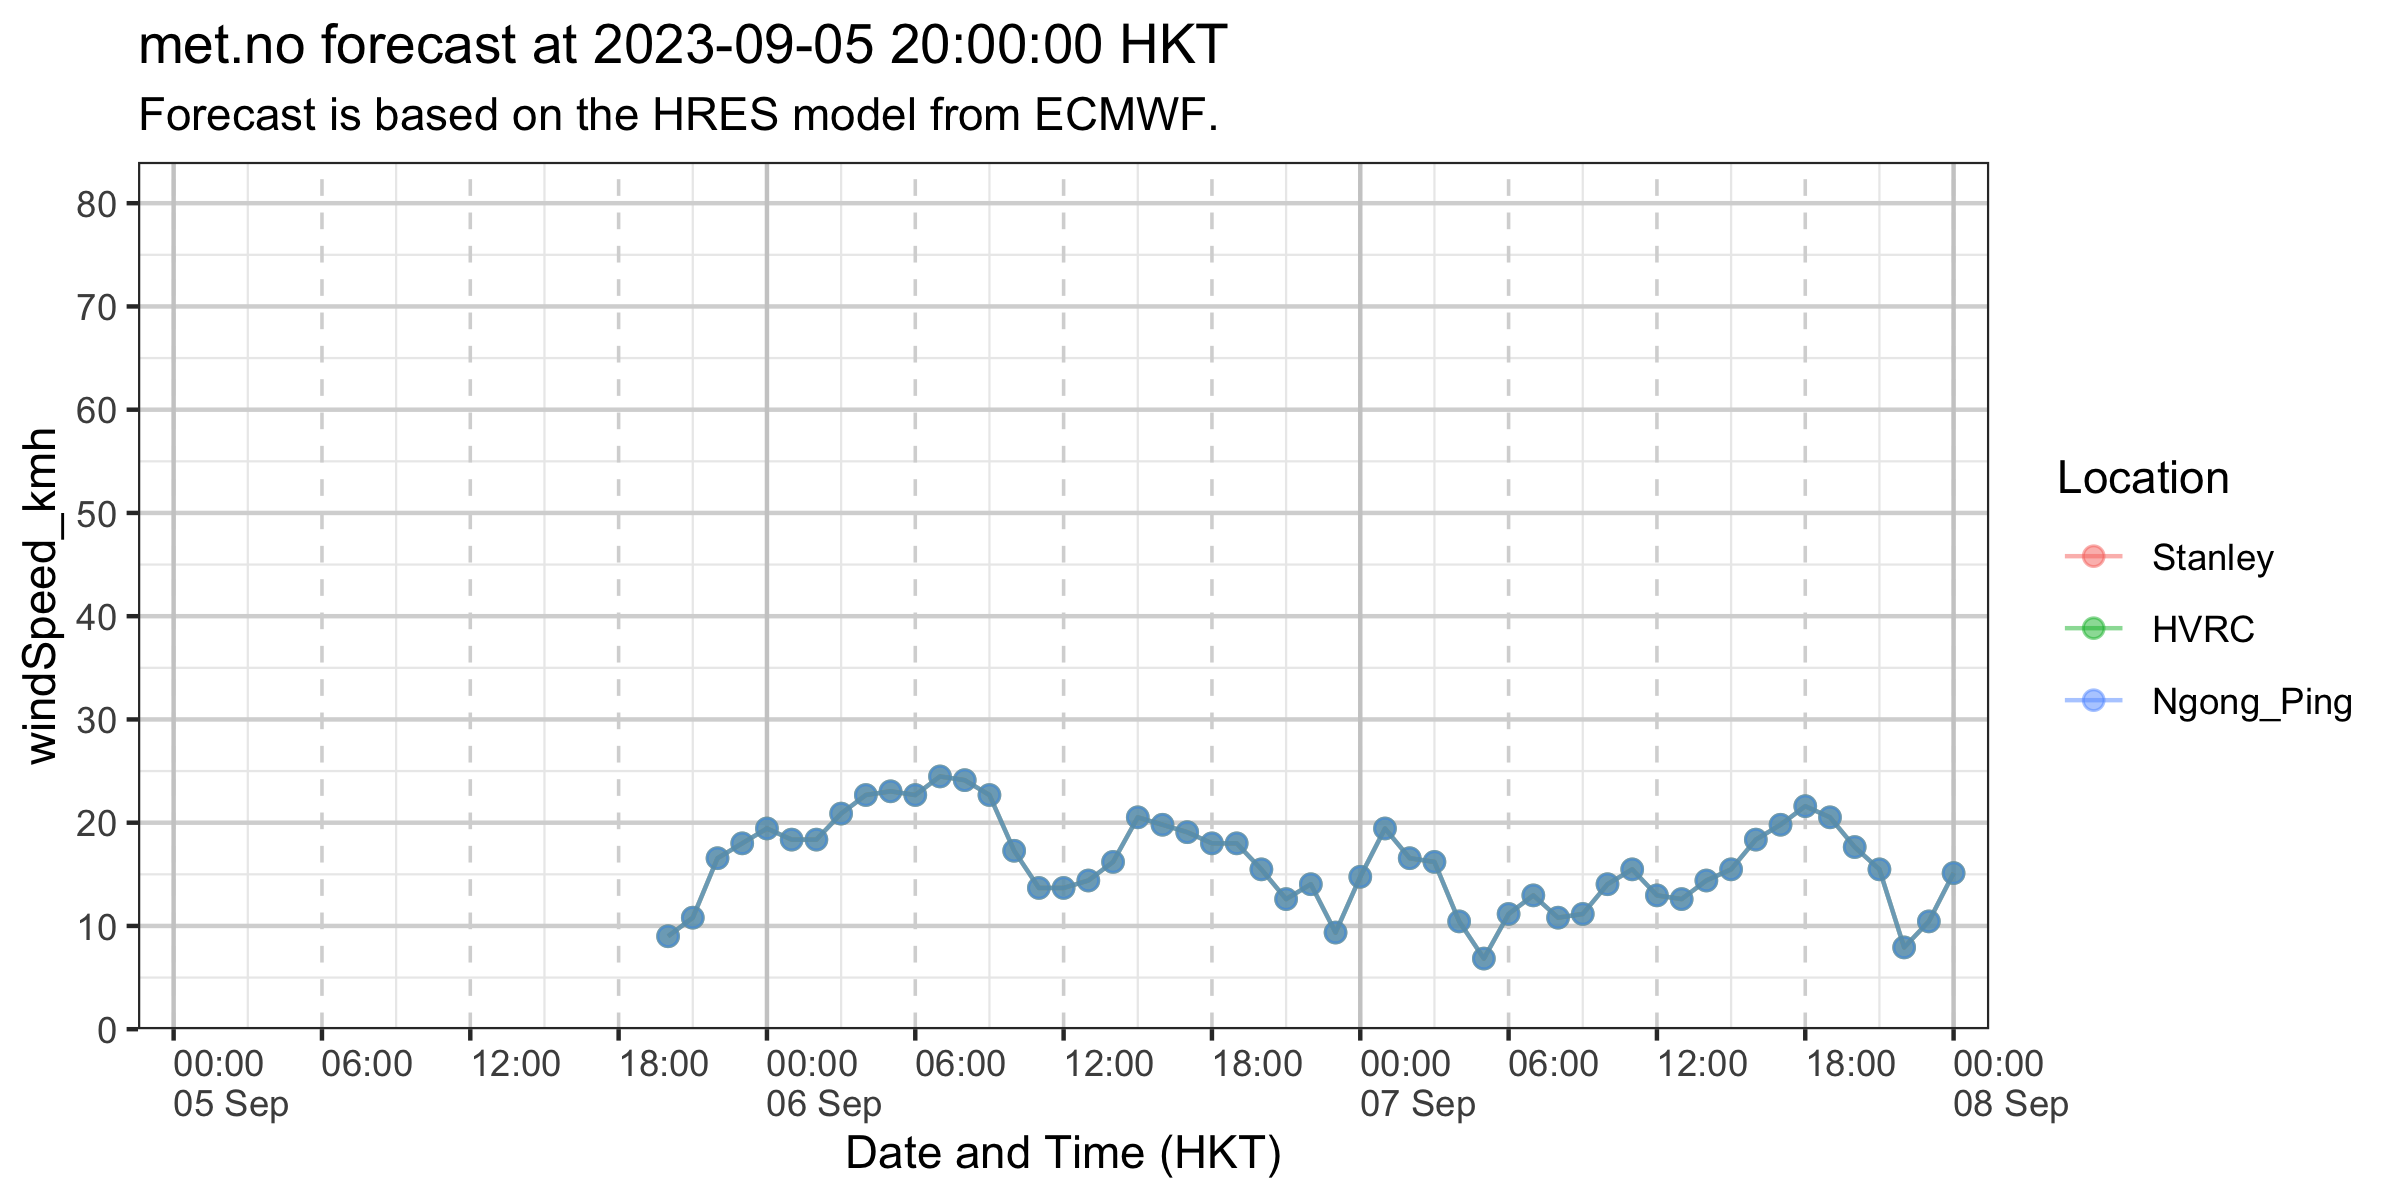 met.no forecast at 2023-09-05 20:00:00 HKT
Forecast is based on the HRES model from ECMWF.
windSpeed_kmh
80
70
60
50
40
30
20
10
0
00:00 06:00 12:00 18:00 00:00 06:00 12:00 18:00 00:00 06:00 12:00 18:00 00:00
05 Sep 06 Sep 07 Sep 08 Sep
Date and Time (HKT)
Location
Stanley
HVRC
Ngong_Ping